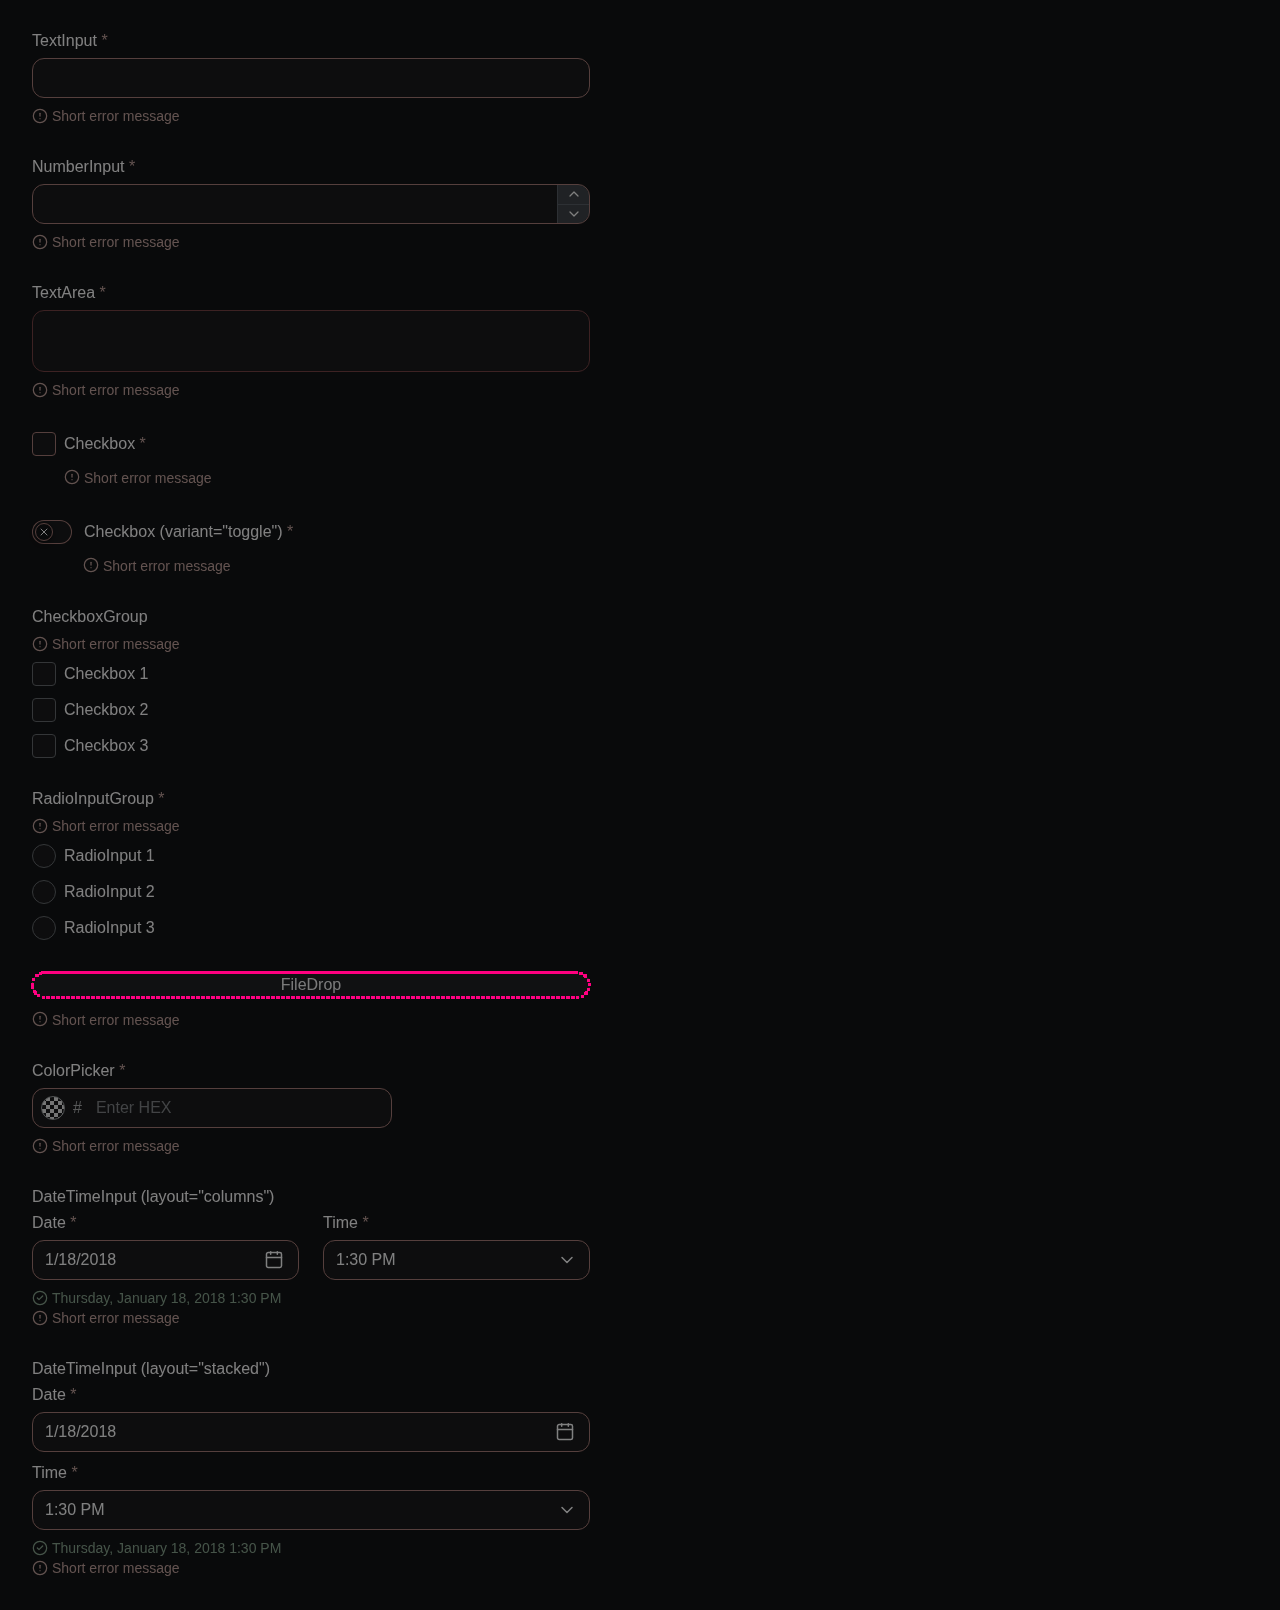 TextInput *
Short error message
NumberInput *
Short error message
TextArea *
Short error message
Checkbox *
Short error message
Checkbox (variant="toggle") *
Short error message
CheckboxGroup
Short error message
Checkbox 1
Checkbox 2
Checkbox 3
RadioInputGroup *
Short error message
RadioInput 1
RadioInput 2
RadioInput 3
FileDrop
Short error message
ColorPicker *
# Enter HEX
Short error message
DateTimeInput (layout="columns")
Date * Time *
1/18/2018 1:30 PM
Thursday, January 18, 2018 1:30 PM
Short error message
DateTimeInput (layout="stacked")
Date *
1/18/2018
Time *
1:30 PM
Thursday, January 18, 2018 1:30 PM
Short error message